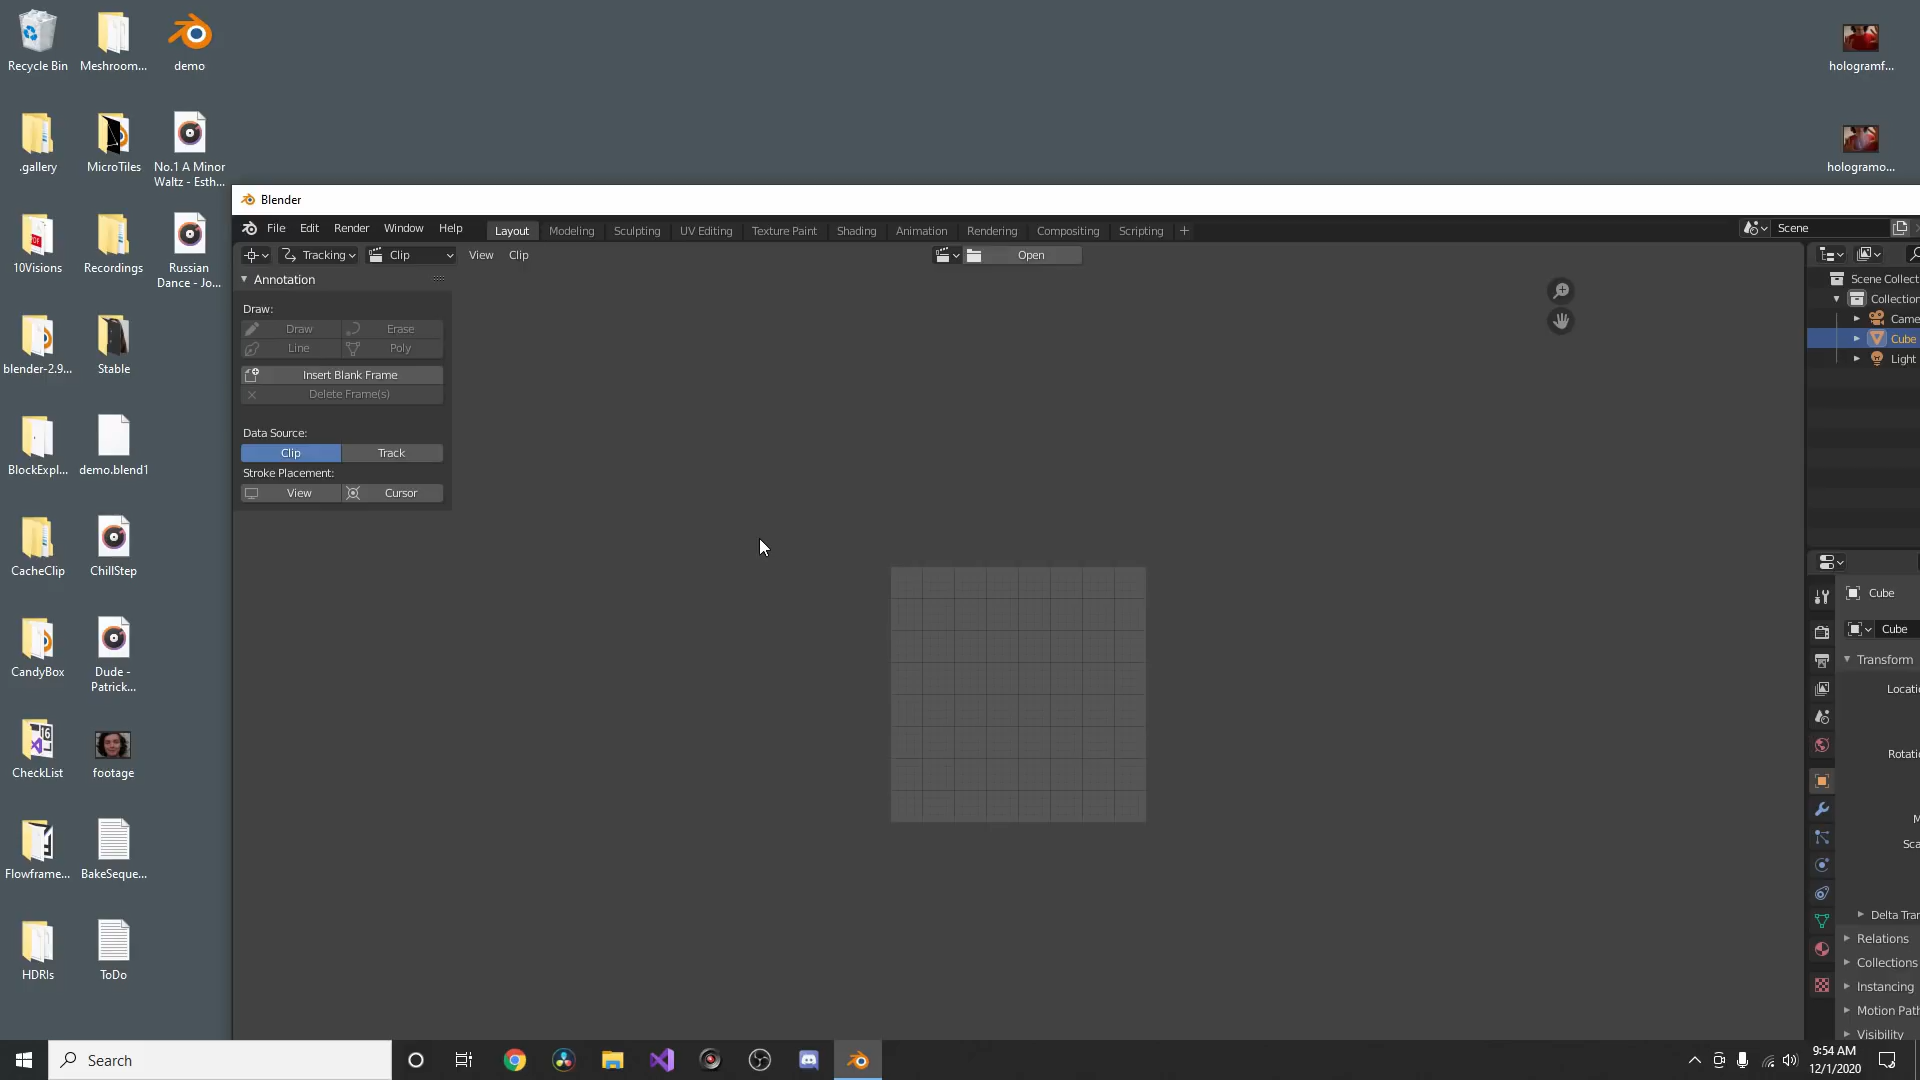 Recycle Bin
Meshroom...
demo
hologramf...
.gallery
MicroTiles
No.1 A Minor
Waltz - Esth...
hologramo...
10Visions
Recordings
Russian
Dance - Jo...
blender-2.9...
Stable
BlockExpl...
demo.blend1
CacheClip
ChillStep
CandyBox
Dude -
Patrick...
CheckList
footage
Flowframe...
BakeSeque...
HDRIs
ToDo
Blender
File Edit Render Window Help Layout Modeling Sculpting UV Editing Texture Paint Shading Animation Rendering Compositing Scripting + Scene
Tracking Clip View Clip Open
Annotation
Draw:
Draw Erase
Line Poly
Insert Blank Frame
Delete Frame(s)
Data Source:
Clip Track
Stroke Placement:
View Cursor
Scene Collect
Collection
Came
Cube
Light
Cube
Cube
Transform
Locatio
Rotatio
M
Sca
Delta Tran
Relations
Collections
Instancing
Motion Path
Visibility
Search
9:54 AM
12/1/2020